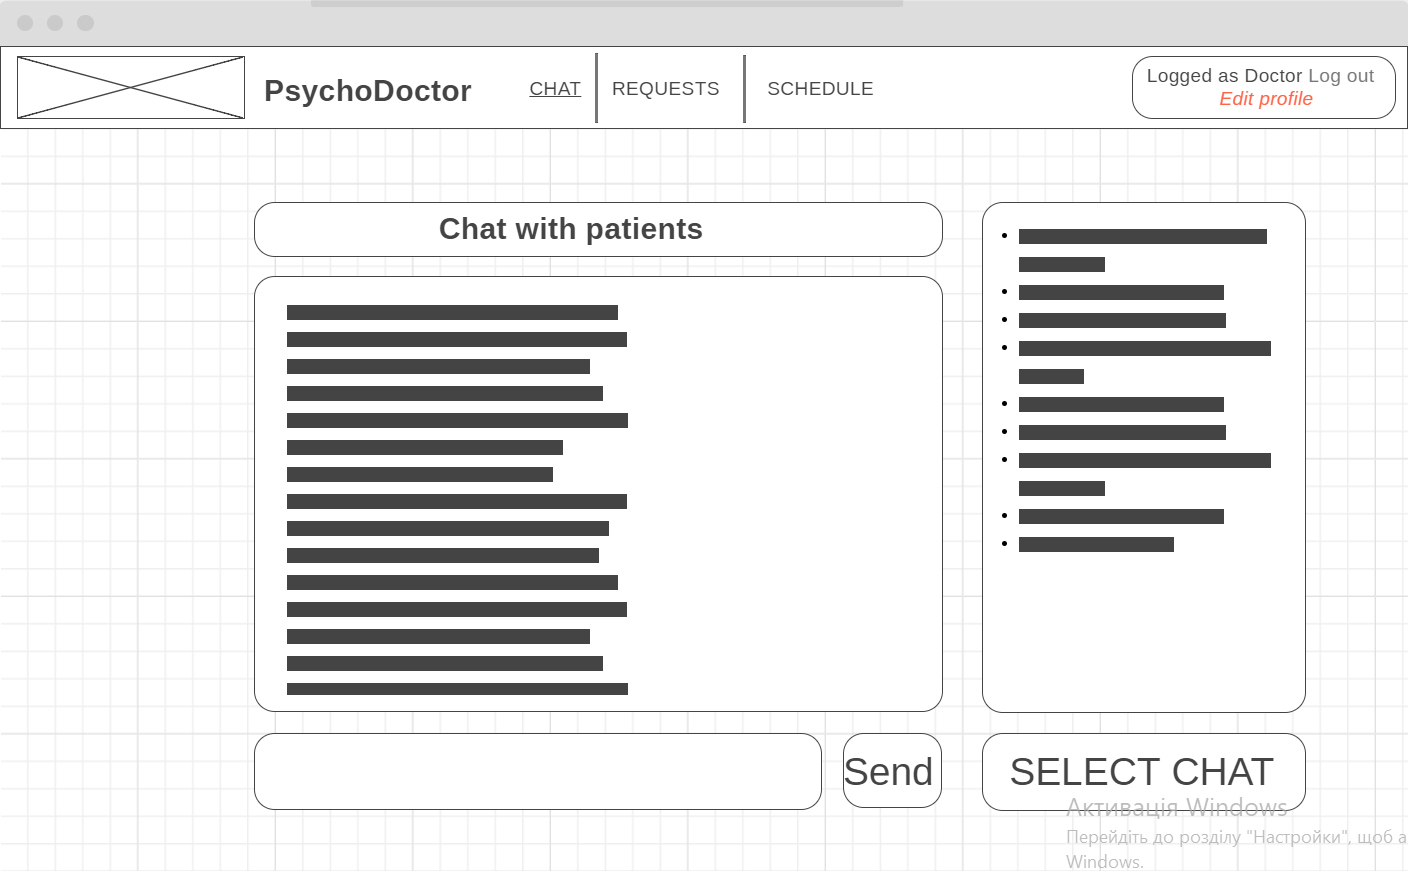 PsychoDoctor
CHAT
REQUESTS
SCHEDULE
Logged as Doctor Log out
Edit profile
Chat with patients
Send
SELECT CHAT
Активація Windows
Перейдіть до розділу "Настройки", щоб а
Windows.